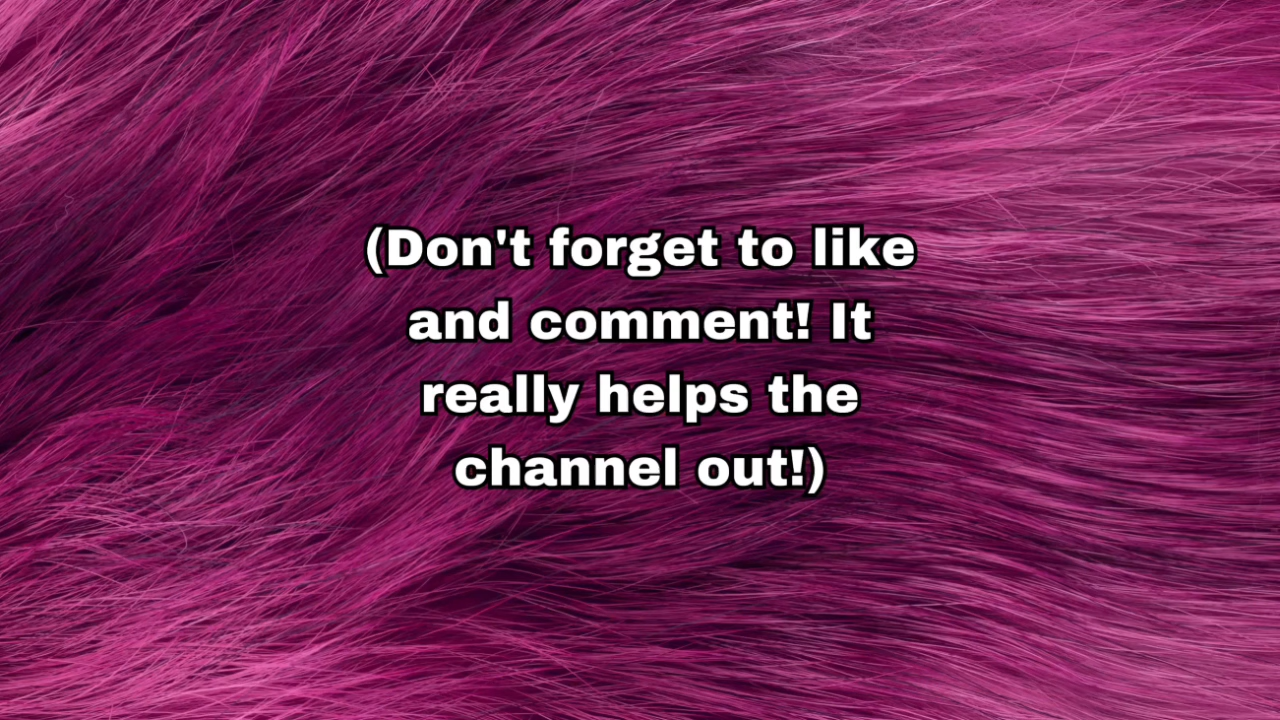 (Don't forget to like
and comment! It
really helps the
channel out!)